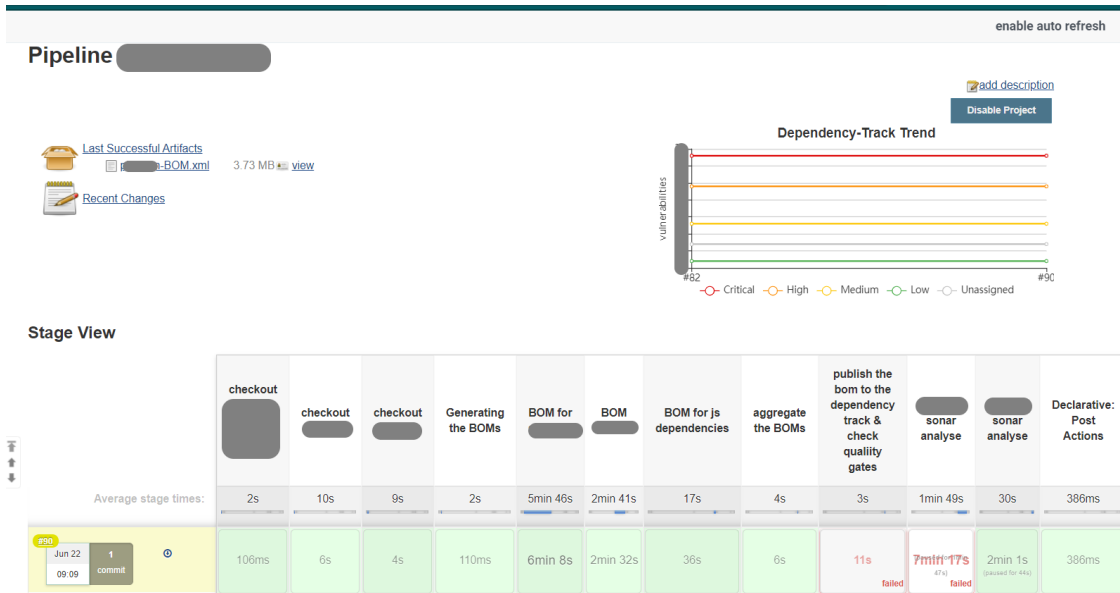 enable auto refresh
Pipeline
add description
Disable Project
Dependency-Track Trend
Last Successful Artifacts
-BOM.xml 3.73 MB view
Recent Changes
vulnerabilities
#82 #90
Critical High Medium Low Unassigned
Stage View
checkout
checkout
checkout
Generating
the BOMs
BOM for
BOM
BOM for js
dependencies
aggregate
the BOMs
publish the
bom to the
dependency
track &
check
qualiity
gates
sonar
analyse
sonar
analyse
Declarative:
Post
Actions
Average stage times:
2s 10s 9s 2s 5min 46s 2min 41s 17s 4s 3s 1min 49s 30s 386ms
#90
Jun 22
09:09
1
commit
106ms 6s 4s 110ms 6min 8s 2min 32s 36s 6s 11s 7min 17s 2min 1s 386ms
47s) (paused for 44s)
failed failed